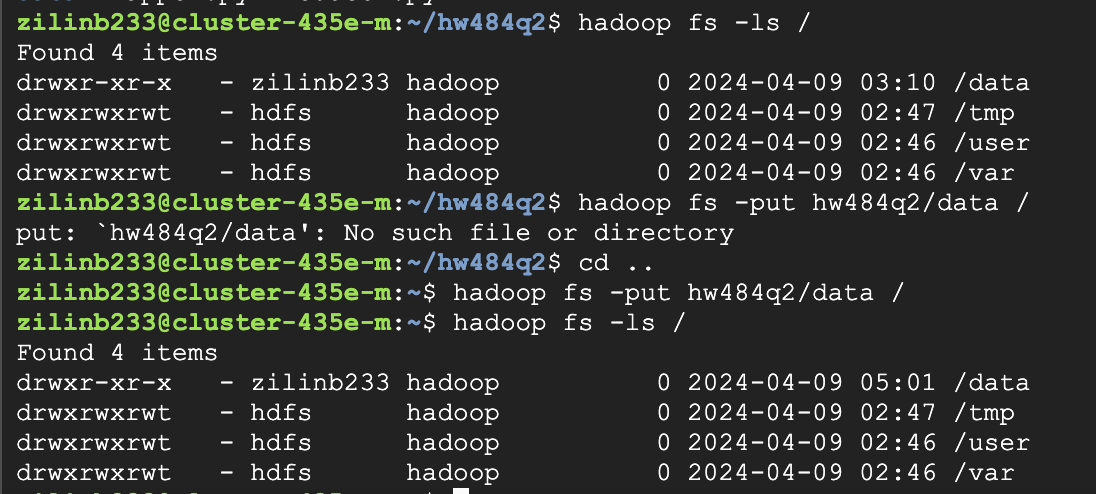 zilinb233@cluster-435e-m:~/hw484q2$ hadoop fs -ls /
Found 4 items
drwxr-xr-x   - zilinb233 hadoop          0 2024-04-09 03:10 /data
drwxrwxrwt   - hdfs      hadoop          0 2024-04-09 02:47 /tmp
drwxrwxrwt   - hdfs      hadoop          0 2024-04-09 02:46 /user
drwxrwxrwt   - hdfs      hadoop          0 2024-04-09 02:46 /var
zilinb233@cluster-435e-m:~/hw484q2$ hadoop fs -put hw484q2/data /
put: `hw484q2/data': No such file or directory
zilinb233@cluster-435e-m:~/hw484q2$ cd ..
zilinb233@cluster-435e-m:~$ hadoop fs -put hw484q2/data /
zilinb233@cluster-435e-m:~$ hadoop fs -ls /
Found 4 items
drwxr-xr-x   - zilinb233 hadoop          0 2024-04-09 05:01 /data
drwxrwxrwt   - hdfs      hadoop          0 2024-04-09 02:47 /tmp
drwxrwxrwt   - hdfs      hadoop          0 2024-04-09 02:46 /user
drwxrwxrwt   - hdfs      hadoop          0 2024-04-09 02:46 /var